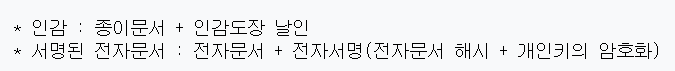 * 인감 : 종이문서 + 인감도장 날인
* 서명된 전자문서 : 전자문서 + 전자서명(전자문서 해시 + 개인키의 암호화)